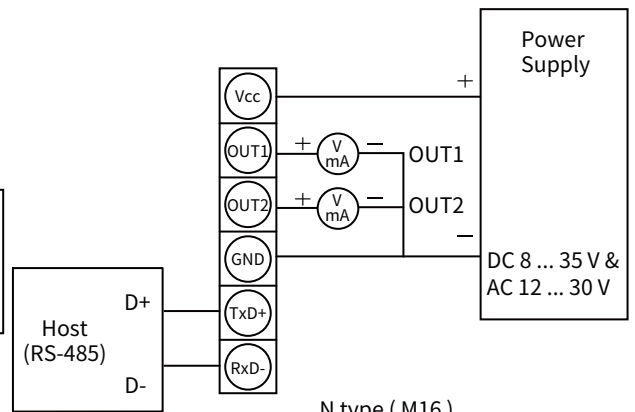 Power
Supply
+
Vcc
OUT1
+
V
mA
−
OUT1
OUT2
+
V
mA
−
OUT2
−
GND
DC 8 ... 35 V &
AC 12 ... 30 V
D+
TxD+
Host
(RS-485)
RxD-
D-
N type ( M16 )